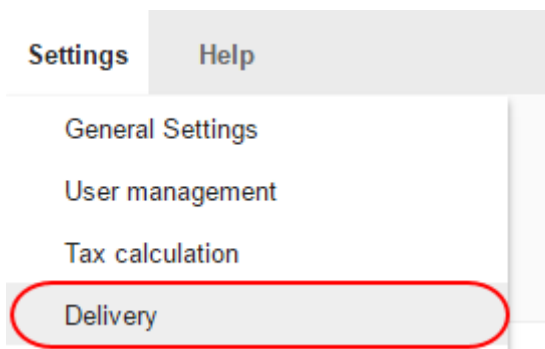 Settings Help
General Settings
User management
Tax calculation
Delivery